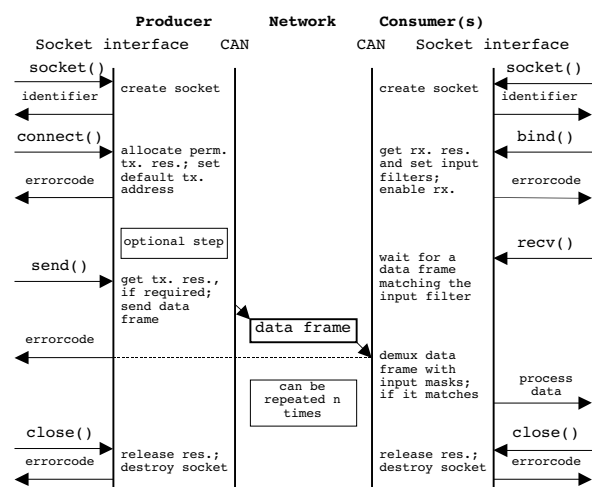 Producer Network Consumer(s)
Socket interface CAN CAN Socket interface
socket() socket()
create socket create socket
identifier identifier
connect() bind()
allocate perm.
tx. res.; set
default tx.
address
get rx. res.
and set input
filters;
enable rx.
errorcode errorcode
optional step
recv()
send()
wait for a
data frame
matching the
input filter
get tx. res.,
if required;
send data
frame
data frame
errorcode
demux data
frame with
input masks;
if it matches
can be
repeated n
times
process
data
close() close()
release res.;
destroy socket
release res.;
destroy socket
errorcode errorcode